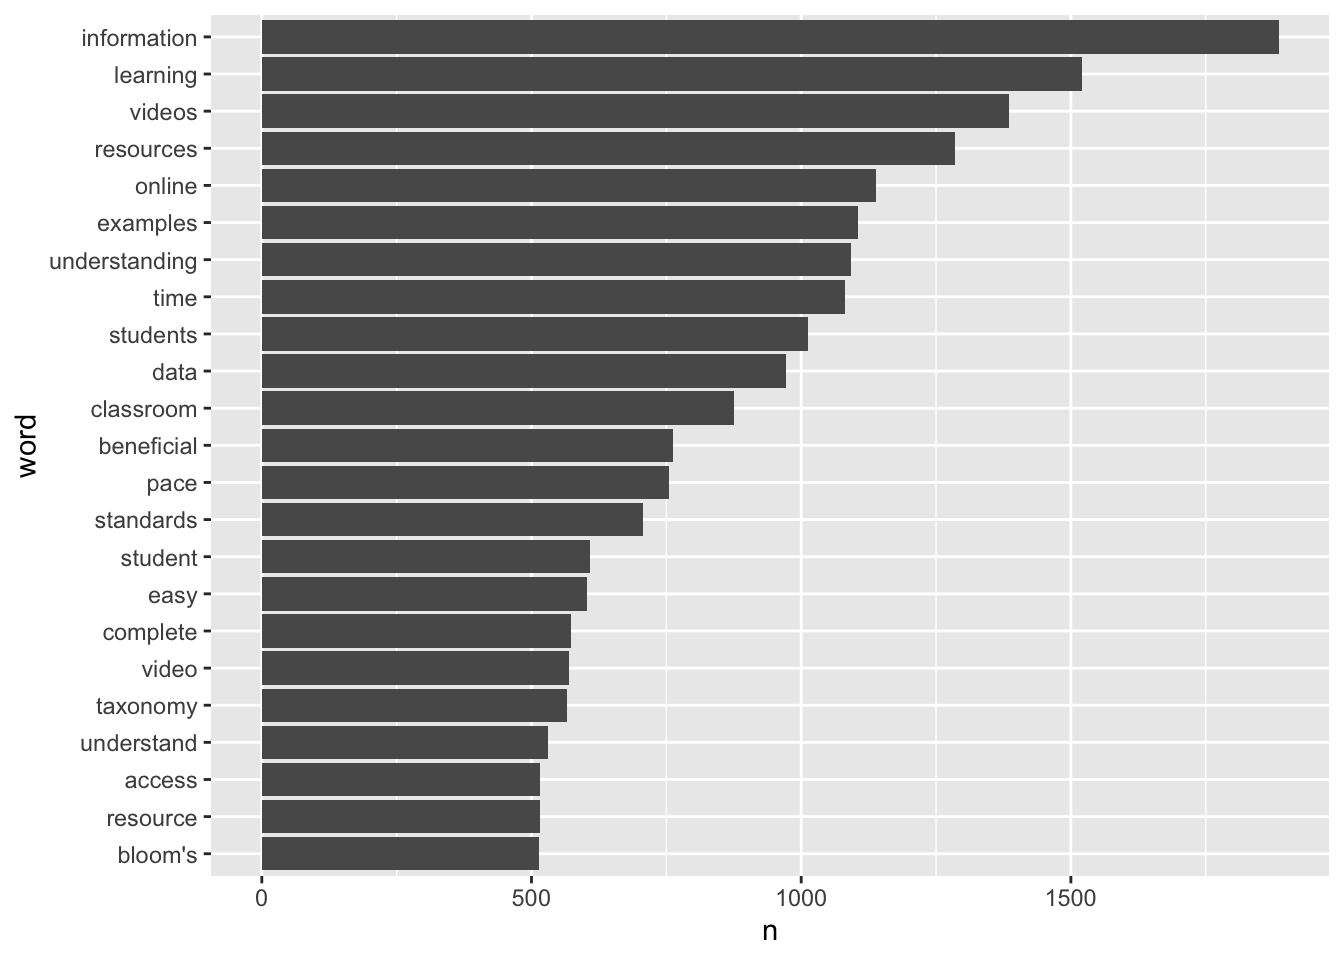 information
learning
videos
resources
online
examples
understanding
time
students
data
classroom
beneficial
pace
standards
student
easy
complete
video
taxonomy
understand
access
resource
bloom's
word
0 500 1000 1500
n